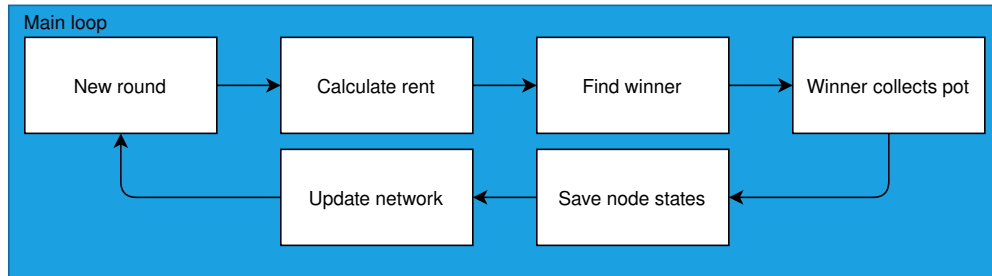 Main loop
New round
Calculate rent
Find winner
Winner collects pot
Update network
Save node states